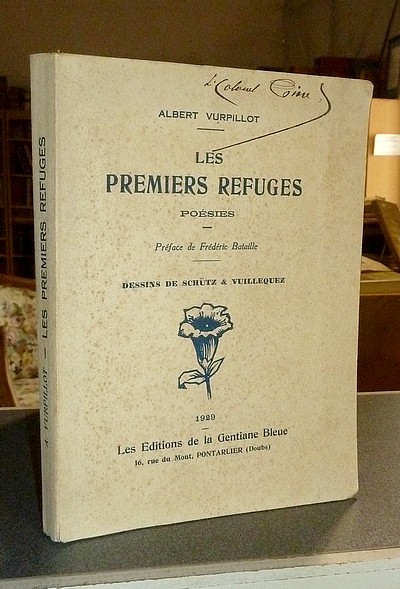 Colonel
ALBERT VURPILLOT
LES
PREMIERS REFUGES
POÉSIES
Préface de Frédéric Bataille
DESSINS DE SCHÜTZ & VUILLEQUEZ
1929
Les Editions de la Gentiane Bleue
16, rue du Mont, PONTARLIER (Doubs)
A. VURPILLOT — LES PREMIERS REFUGES